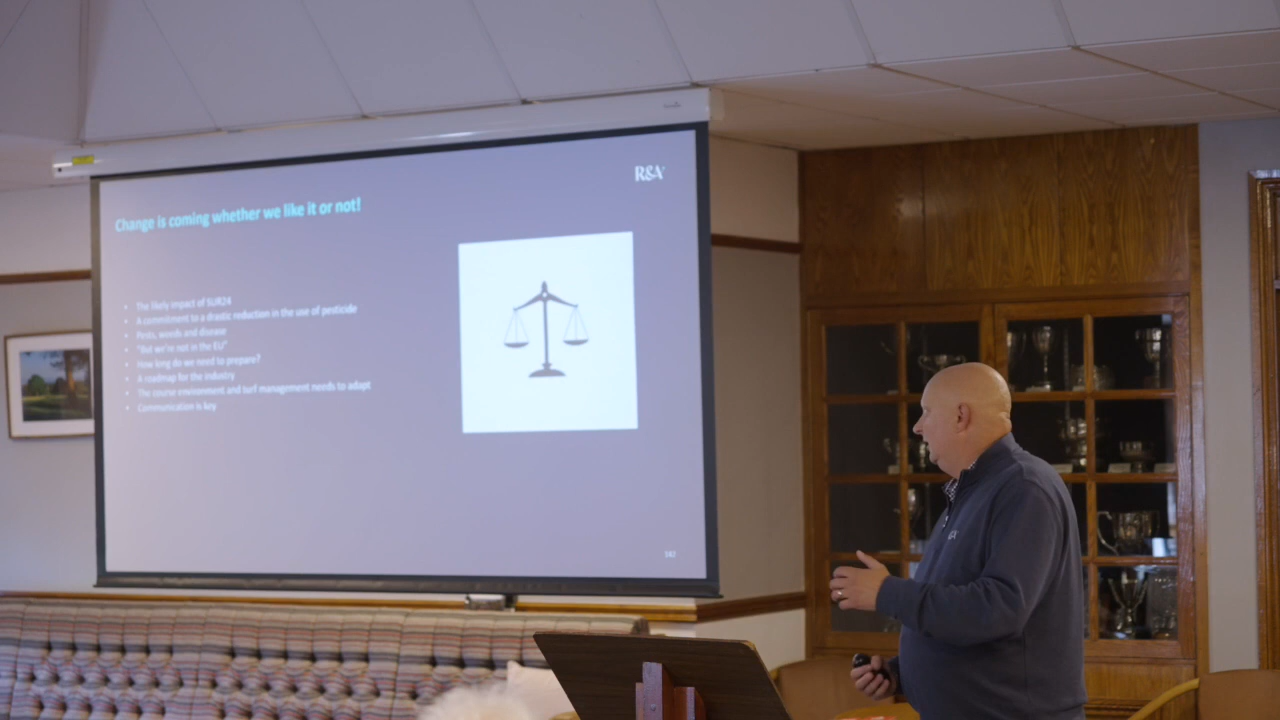 R&A
Change is coming whether we like it or not!
• The likely impact of SUR24
• A commitment to a drastic reduction in the use of pesticide
• Pests, weeds and disease
• "But we're not in the EU"
• How long do we need to prepare?
• A roadmap for the industry
• The course environment and turf management needs to adapt
• Communication is key
182